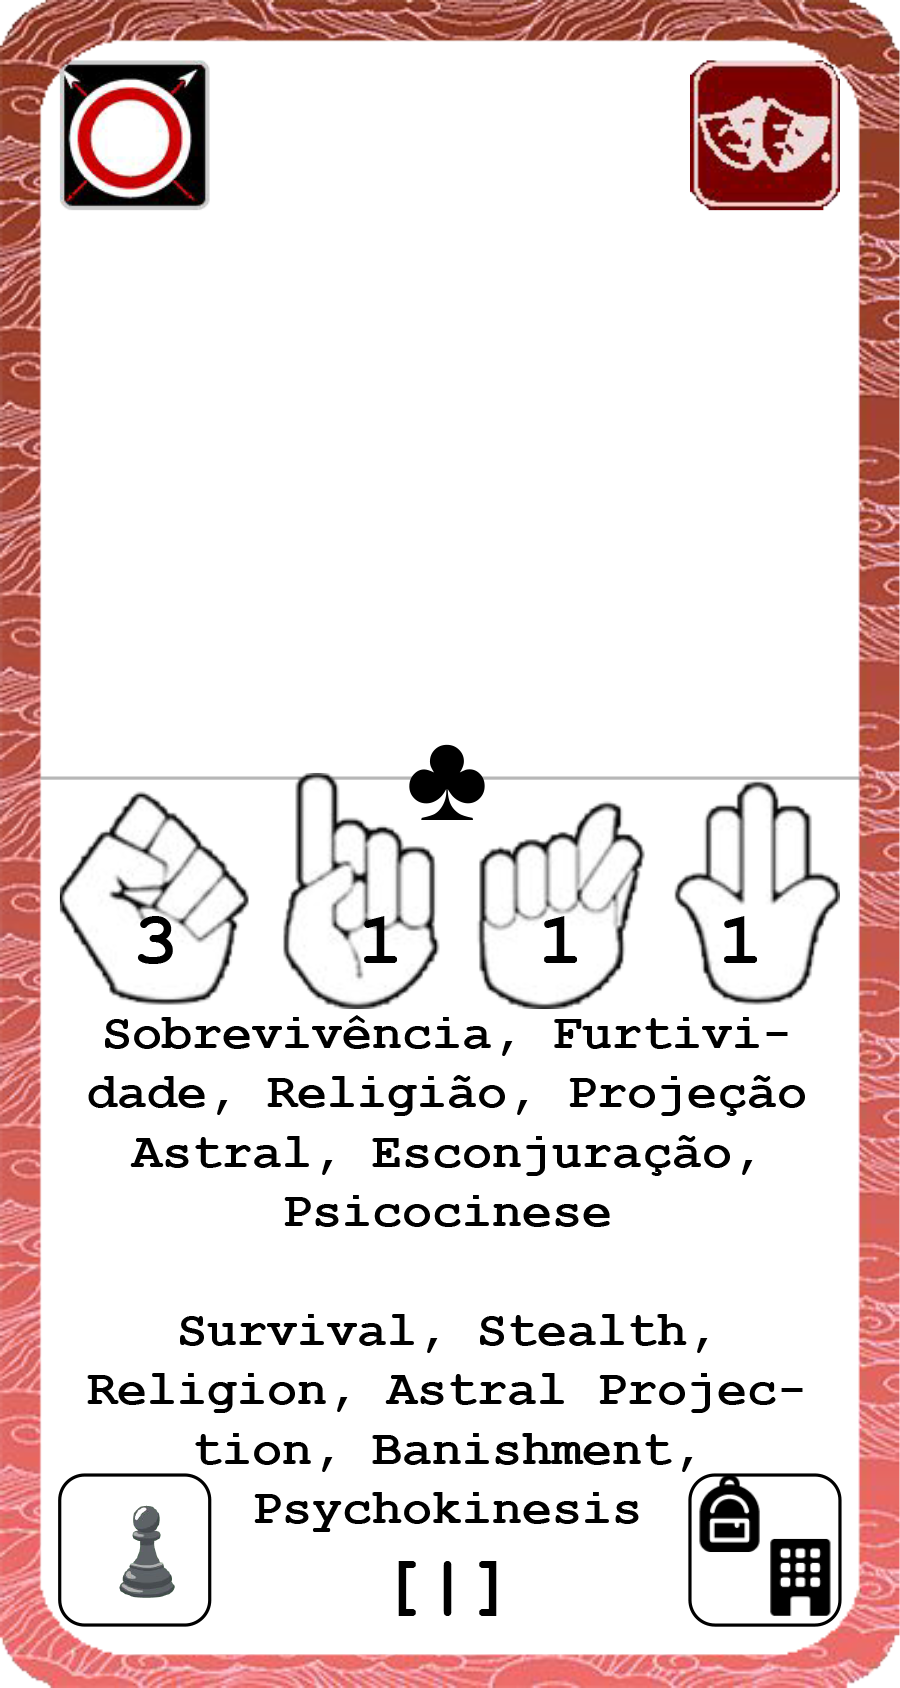 ♣
3 1 1 1
Sobrevivência, Furtivi-
dade, Religião, Projeção
Astral, Esconjuração,
Psicocinese
Survival, Stealth,
Religion, Astral Projec-
tion, Banishment,
Psychokinesis
[|]